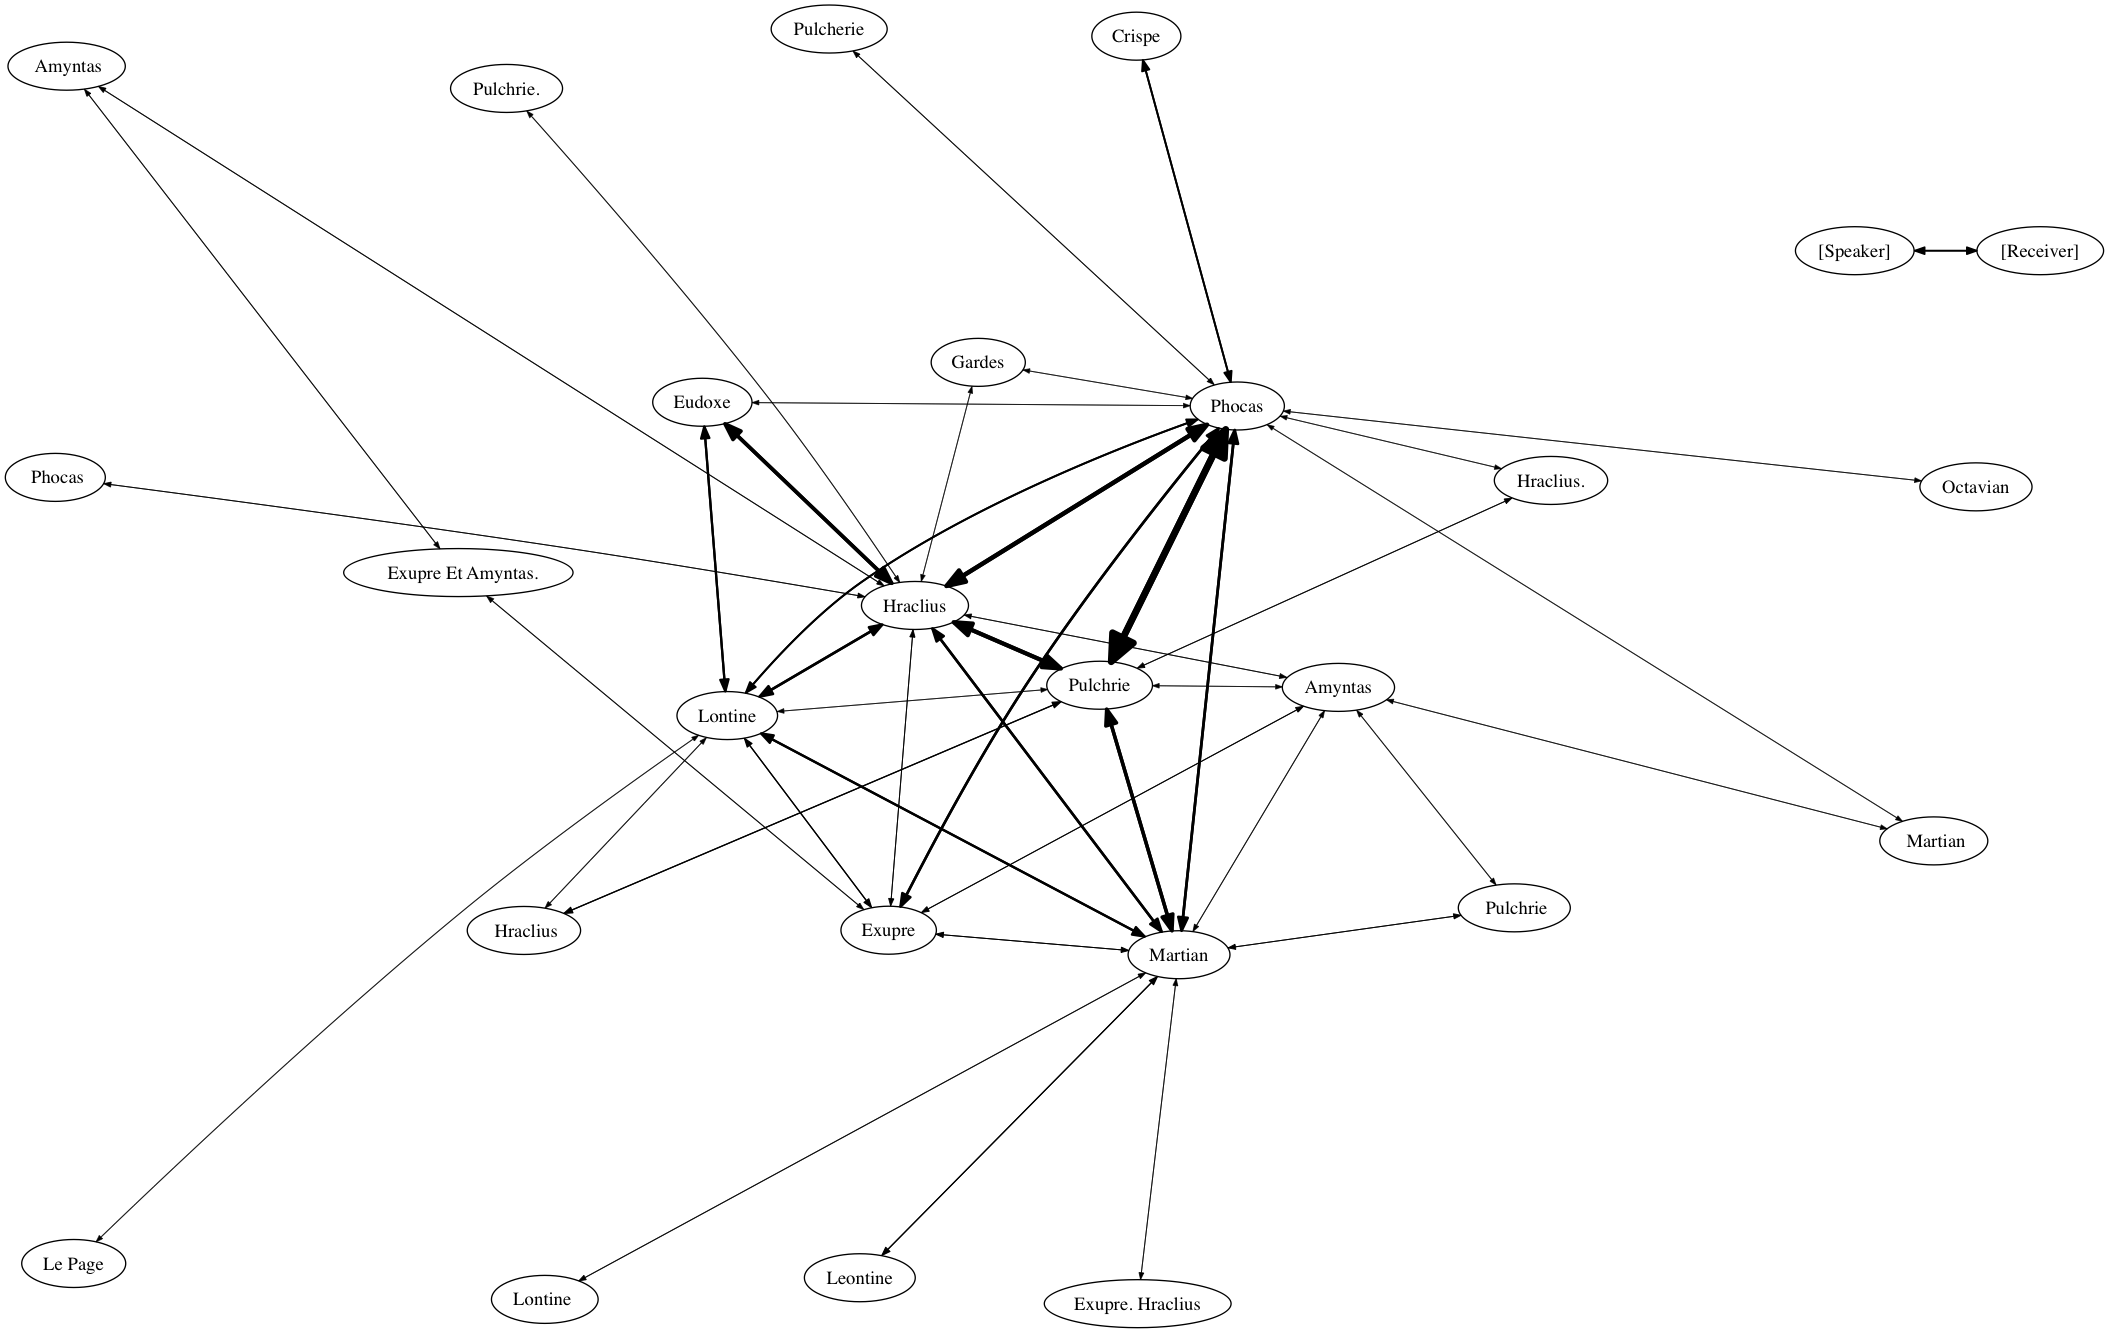 Pulcherie
Crispe
Amyntas
Pulchrie.
[Speaker]
[Receiver]
Gardes
Eudoxe
Phocas
Phocas
Hraclius.
Octavian
Exupre Et Amyntas.
Hraclius
Pulchrie
Amyntas
Lontine
Martian
Pulchrie
Hraclius
Exupre
Martian
Le Page
Leontine
Lontine
Exupre. Hraclius